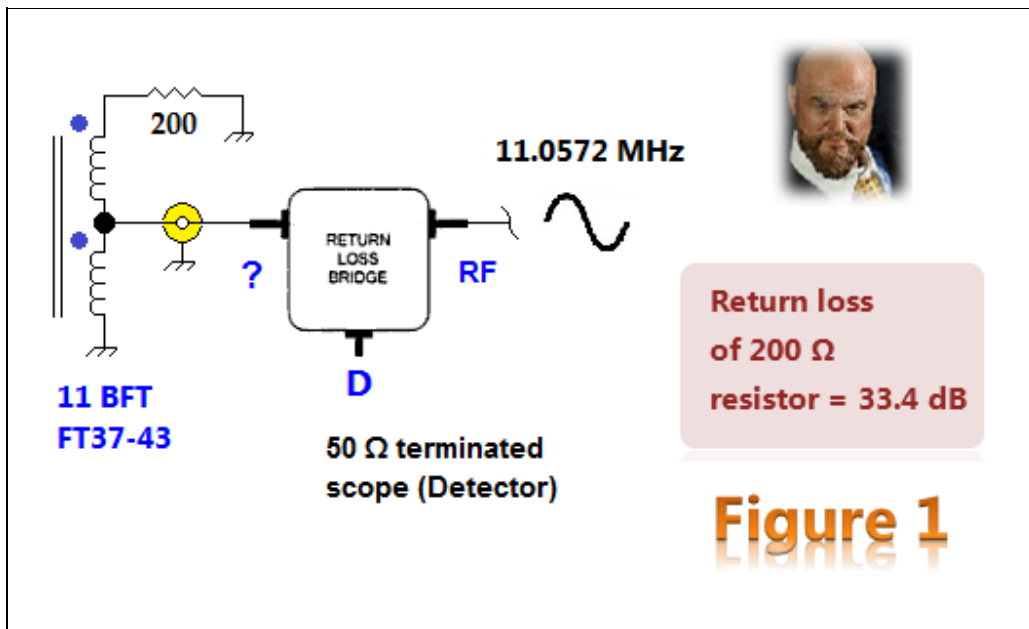 200
11.0572 MHz
RETURN
LOSS
BRIDGE
?
RF
D
11 BFT
FT37-43
50 Ω terminated
scope (Detector)
Return loss
of 200 Ω
resistor = 33.4 dB
Figure 1